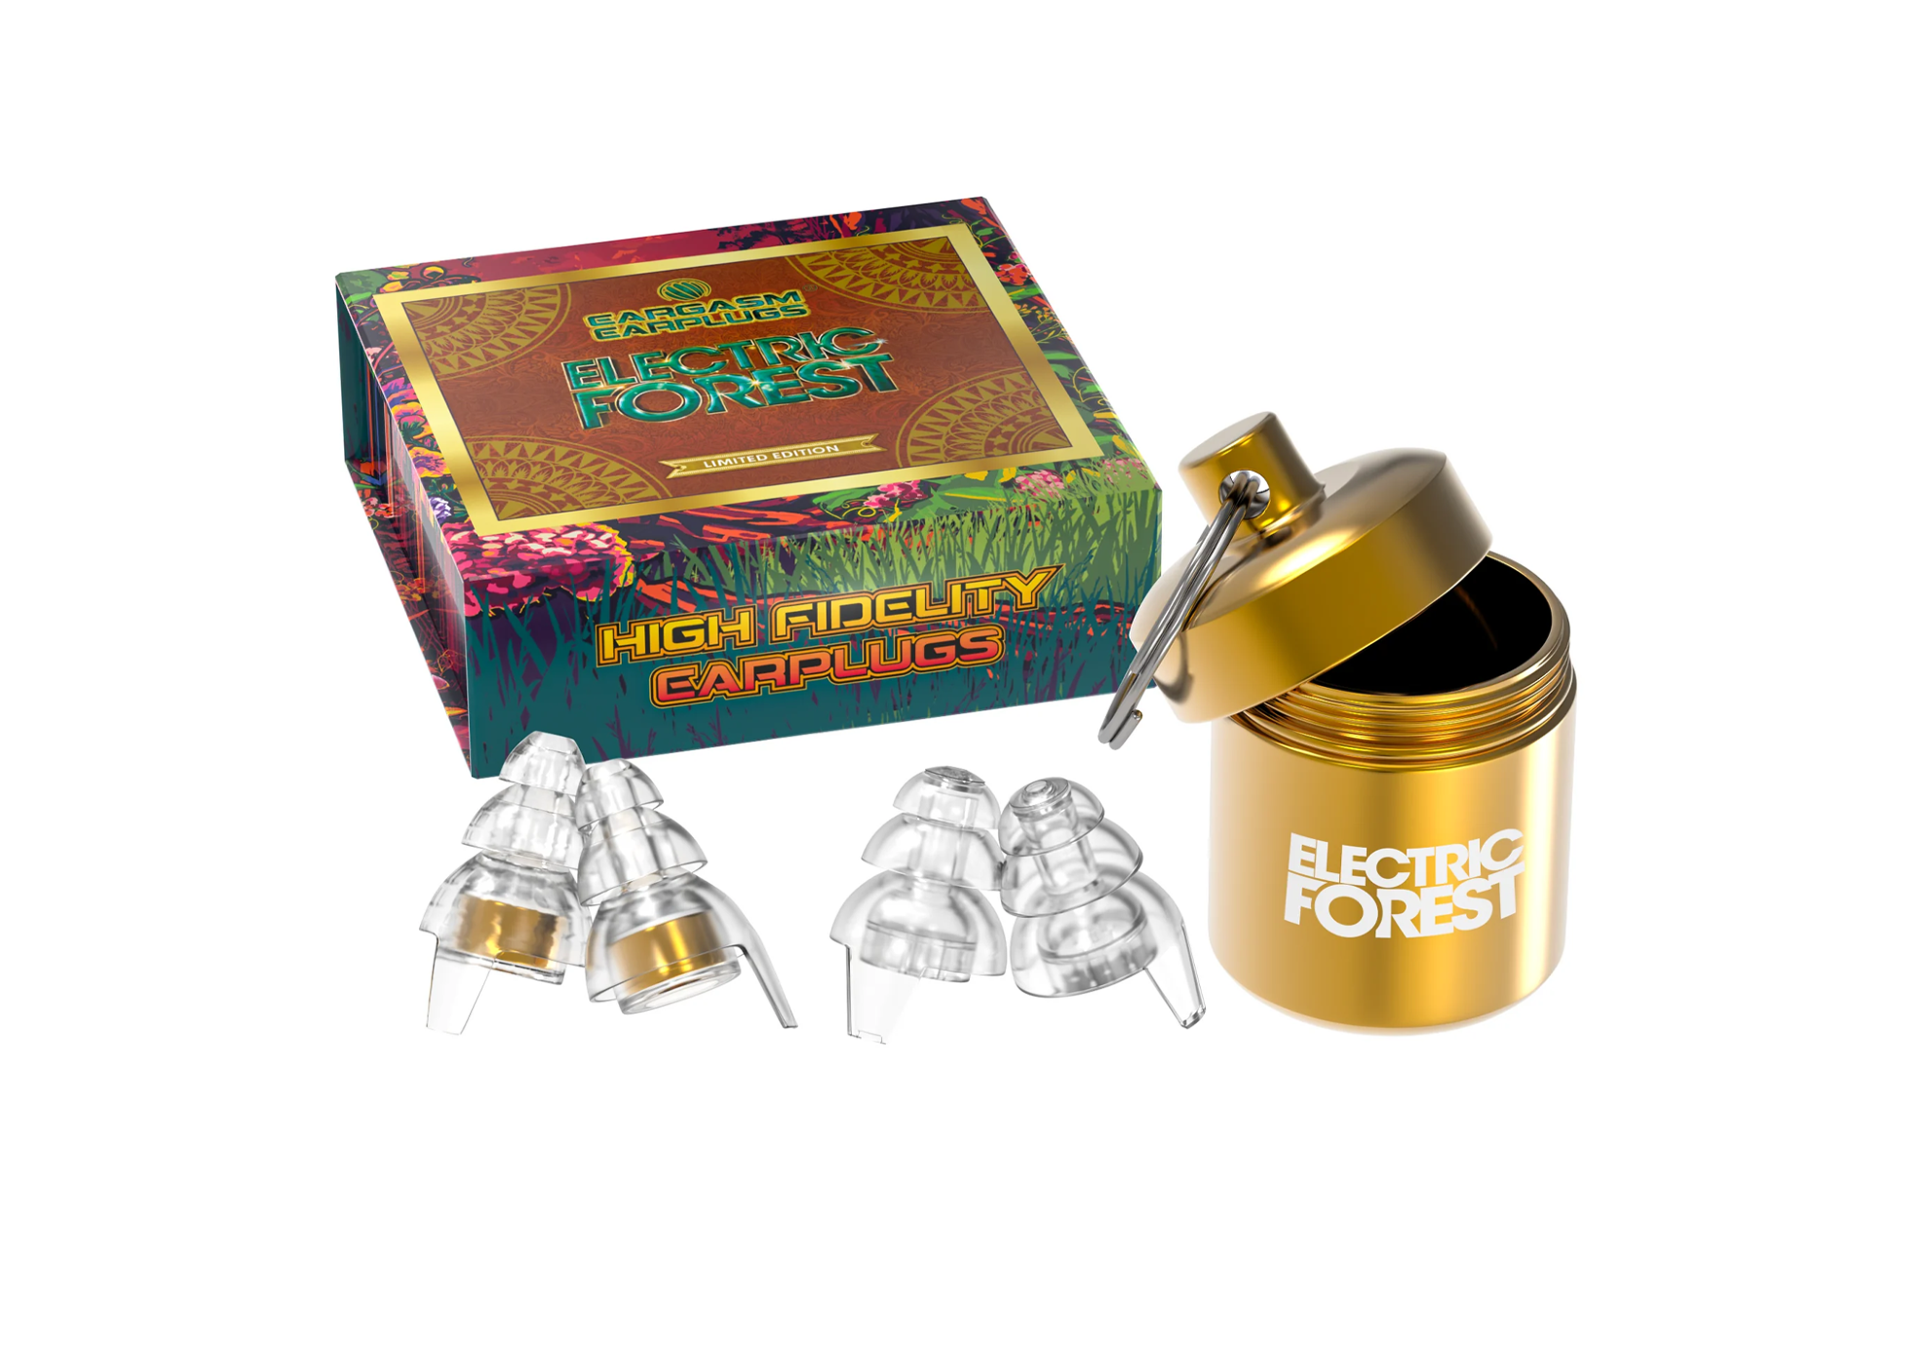 EARGASM
EARPLUGS
ELECTRIC
FOREST
LIMITED EDITION
HIGH FIDELITY
EARPLUGS
ELECTRIC
FOREST